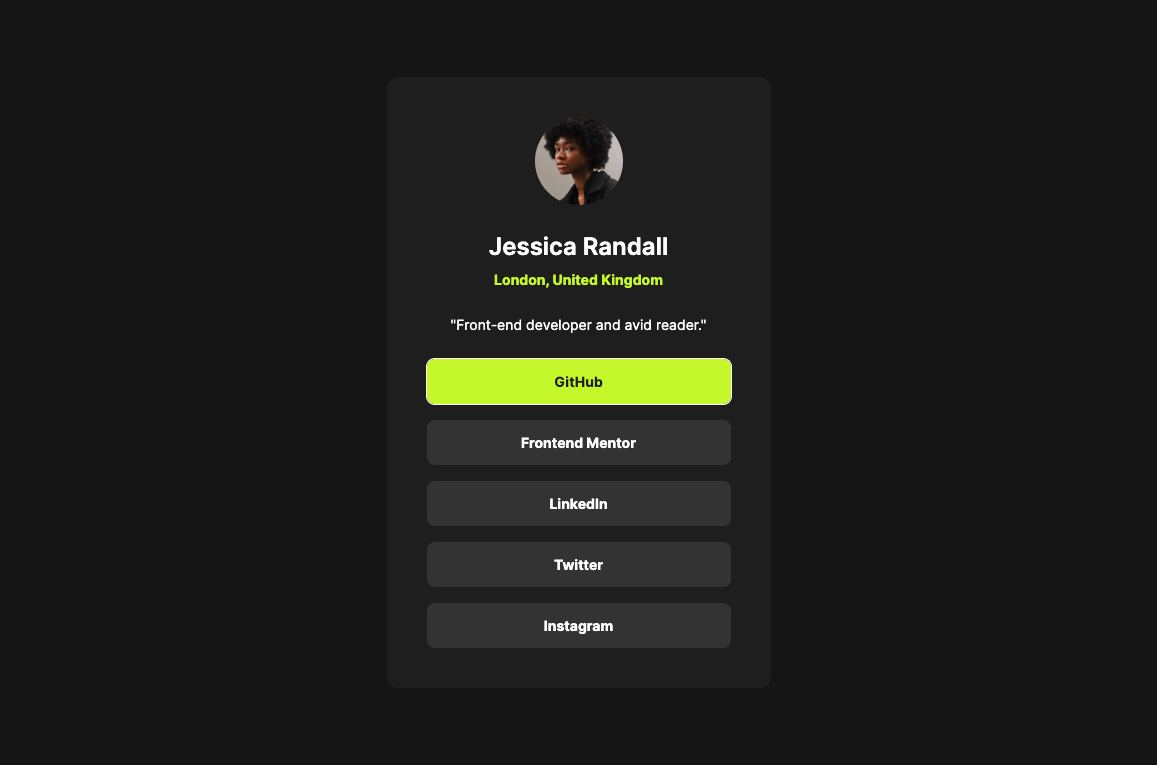 Jessica Randall
London, United Kingdom
"Front-end developer and avid reader."
GitHub
Frontend Mentor
LinkedIn
Twitter
Instagram